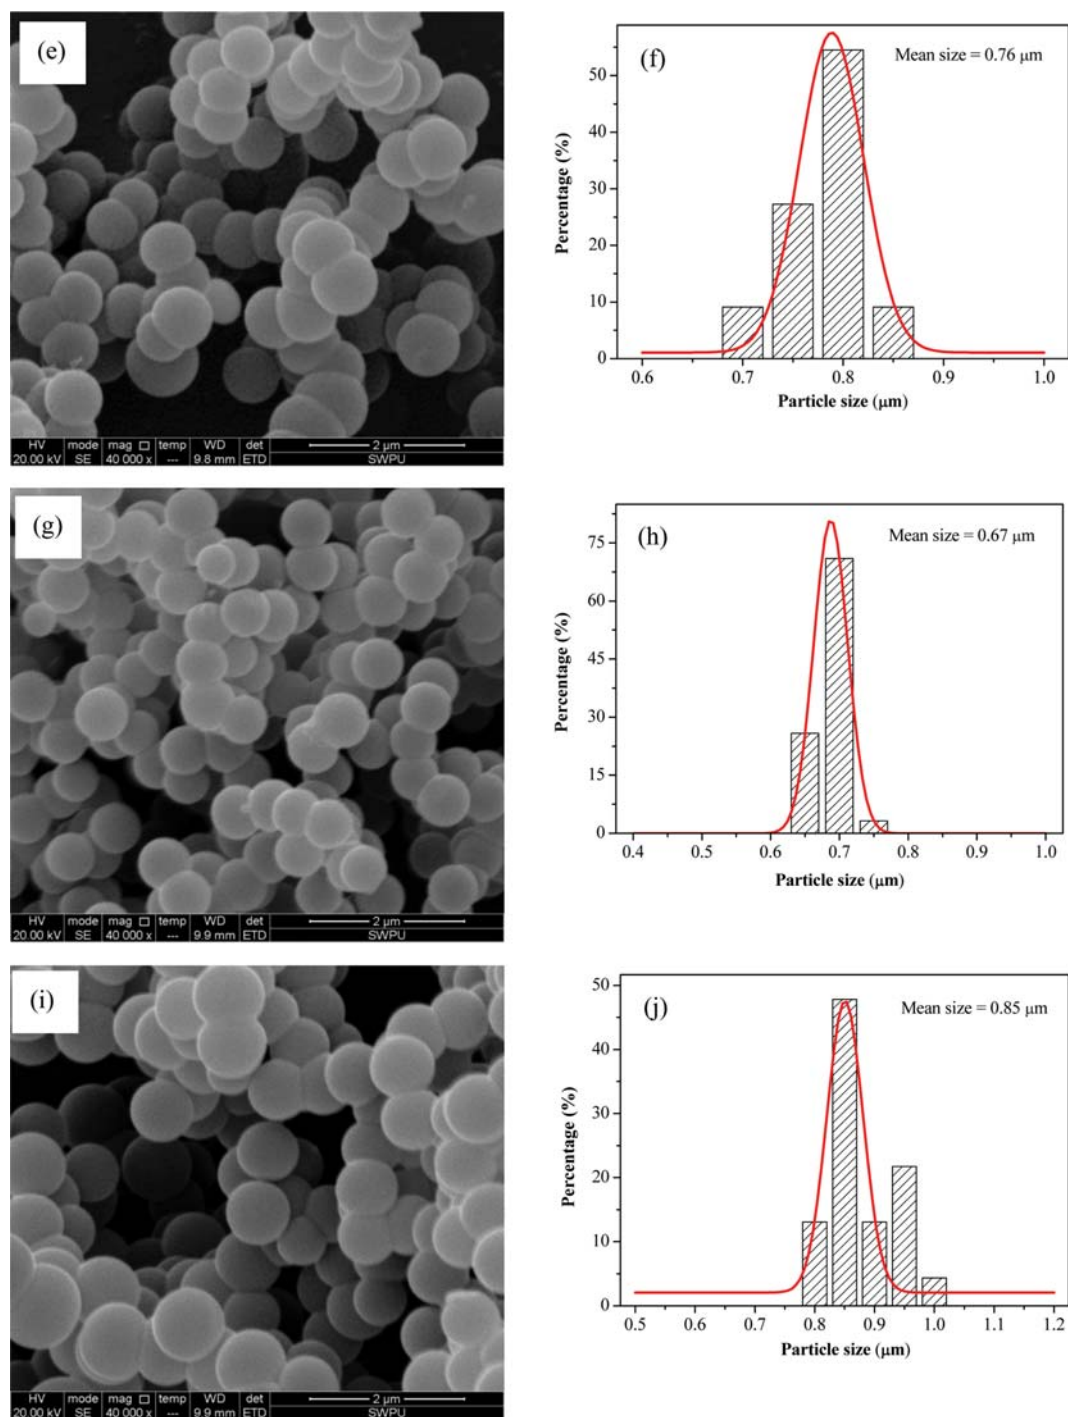 (e)
HV mode mag □ temp WD det 2 μm
20.00 kV SE 40 000 x --- 9.8 mm ETD SWPU
(f)
Mean size = 0.76 μm
Percentage (%)
50
40
30
20
10
0
0.6 0.7 0.8 0.9 1.0
Particle size (μm)
(g)
HV mode mag □ temp WD det 2 μm
20.00 kV SE 40 000 x --- 9.9 mm ETD SWPU
(h)
Mean size = 0.67 μm
Percentage (%)
75
60
45
30
15
0
0.4 0.5 0.6 0.7 0.8 0.9 1.0
Particle size (μm)
(i)
HV mode mag □ temp WD det 2 μm
20.00 kV SE 40 000 x --- 9.9 mm ETD SWPU
(j)
Mean size = 0.85 μm
Percentage (%)
50
40
30
20
10
0
0.5 0.6 0.7 0.8 0.9 1.0 1.1 1.2
Particle size (μm)